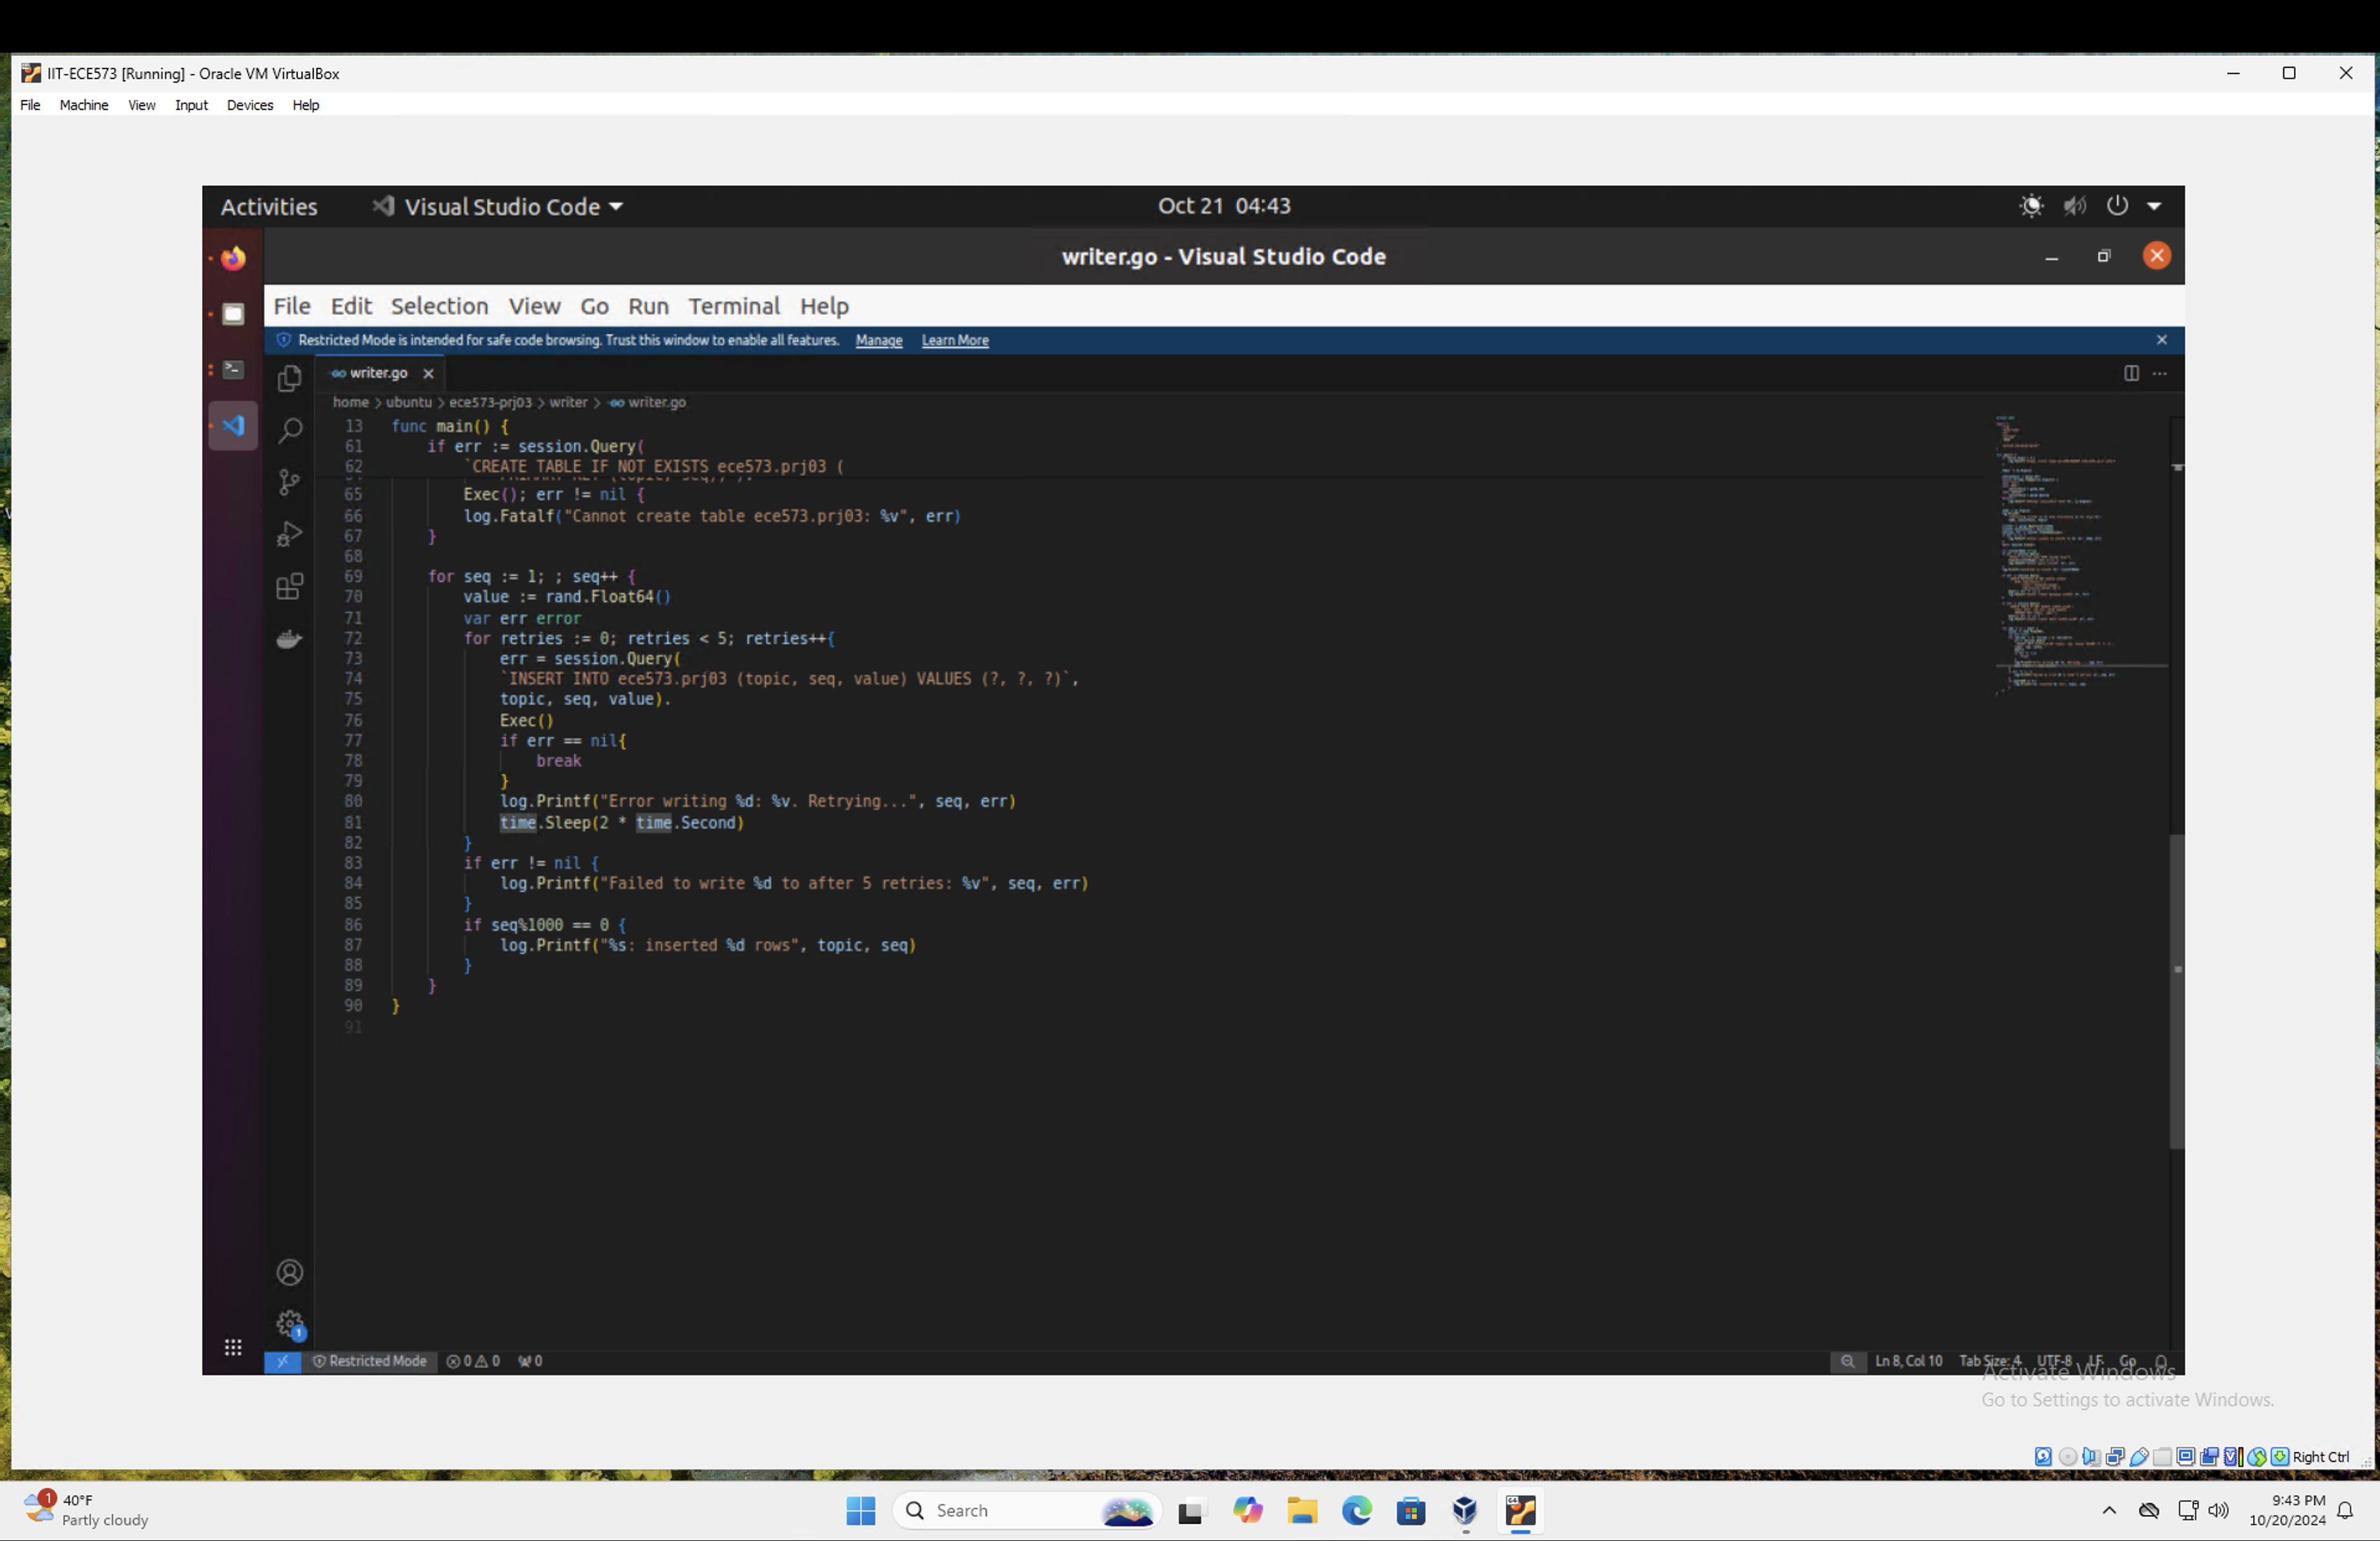 IIT-ECE573 [Running] - Oracle VM VirtualBox
File Machine View Input Devices Help
Activities Visual Studio Code Oct 21 04:43
writer.go - Visual Studio Code
File Edit Selection View Go Run Terminal Help
Restricted Mode is intended for safe code browsing. Trust this window to enable all features. Manage Learn More
writer.go
home > ubuntu > ece573-prj03 > writer > writer.go
13 func main() {
61 if err := session.Query(
62 `CREATE TABLE IF NOT EXISTS ece573.prj03 (
65 Exec(); err != nil {
66 log.Fatalf("Cannot create table ece573.prj03: %v", err)
67 }
68
69 for seq := 1; ; seq++ {
70 value := rand.Float64()
71 var err error
72 for retries := 0; retries < 5; retries++{
73 err = session.Query(
74 `INSERT INTO ece573.prj03 (topic, seq, value) VALUES (?, ?, ?)`,
75 topic, seq, value).
76 Exec()
77 if err == nil{
78 break
79 }
80 log.Printf("Error writing %d: %v. Retrying...", seq, err)
81 time.Sleep(2 * time.Second)
82 }
83 if err != nil {
84 log.Printf("Failed to write %d to after 5 retries: %v", seq, err)
85 }
86 if seq%1000 == 0 {
87 log.Printf("%s: inserted %d rows", topic, seq)
88 }
89 }
90 }
91
1
Restricted Mode 0 0 0 Ln 8, Col 10 Tab Size: 4 UTF-8 LF Go
Activate Windows
Go to Settings to activate Windows.
Right Ctrl
1 40°F
Partly cloudy
Search
9:43 PM
10/20/2024